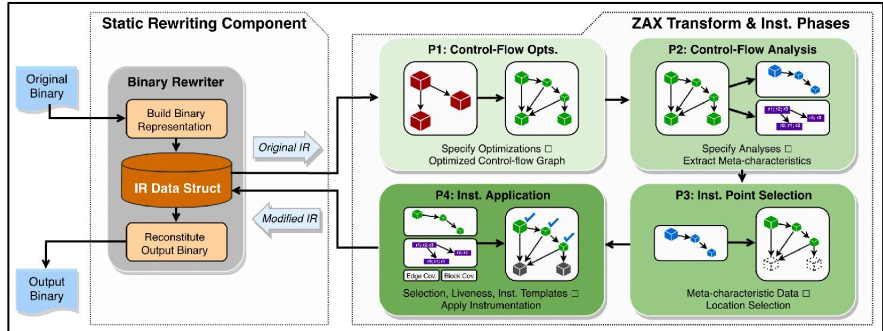 Static Rewriting Component
ZAX Transform & Inst. Phases
Original
Binary
Binary Rewriter
Build Binary
Representation
IR Data Struct
Reconstitute
Output Binary
Output
Binary
Original IR
Modified IR
P1: Control-Flow Opts.
Specify Optimizations □
Optimized Control-flow Graph
P2: Control-Flow Analysis
Specify Analyses □
Extract Meta-characteristics
P4: Inst. Application
Edge Cov.
Block Cov.
Selection, Liveness, Inst. Templates □
Apply Instrumentation
P3: Inst. Point Selection
Meta-characteristic Data □
Location Selection